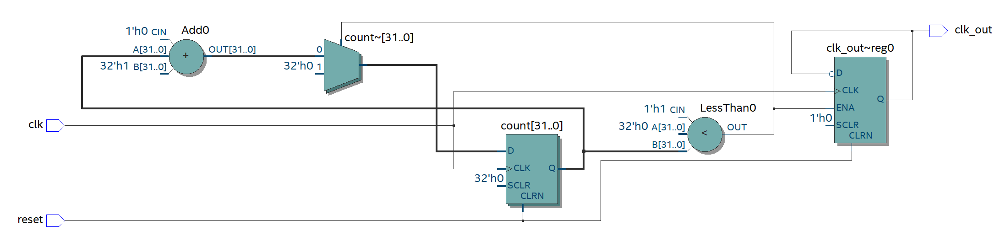 1'h0 CIN
Add0
A[31..0]
OUT[31..0]
32'h1 B[31..0]
+
count~[31..0]
0
32'h0 1
clk_out
clk_out~reg0
D
CLK
Q
ENA
1'h0
SCLR
CLRN
1'h1 CIN
LessThan0
32'h0 A[31..0]
OUT
B[31..0]
<
clk
count[31..0]
D
CLK
Q
32'h0
SCLR
CLRN
reset